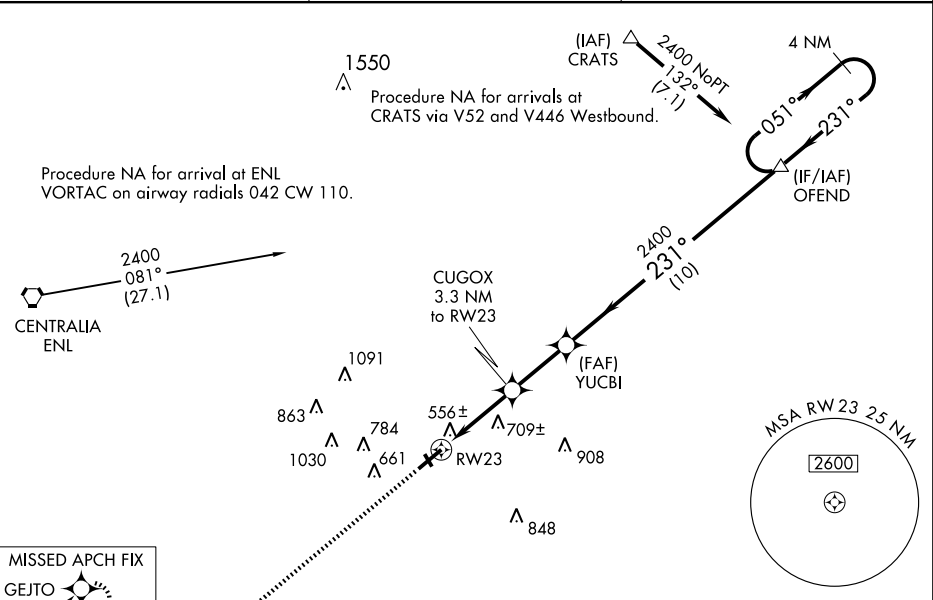 1550
(IAF)
CRATS
2400 NoPT
132°
(7.1)
4 NM
051°
231°
Procedure NA for arrivals at
CRATS via V52 and V446 Westbound.
(IF/IAF)
OFEND
Procedure NA for arrival at ENL
VORTAC on airway radials 042 CW 110.
2400
231°
(10)
2400
081°
(27.1)
CENTRALIA
ENL
CUGOX
3.3 NM
to RW23
(FAF)
YUCBI
1091
863
1030
784
661
556±
709±
RW23
908
848
MSA RW23 25 NM
2600
MISSED APCH FIX
GEJTO